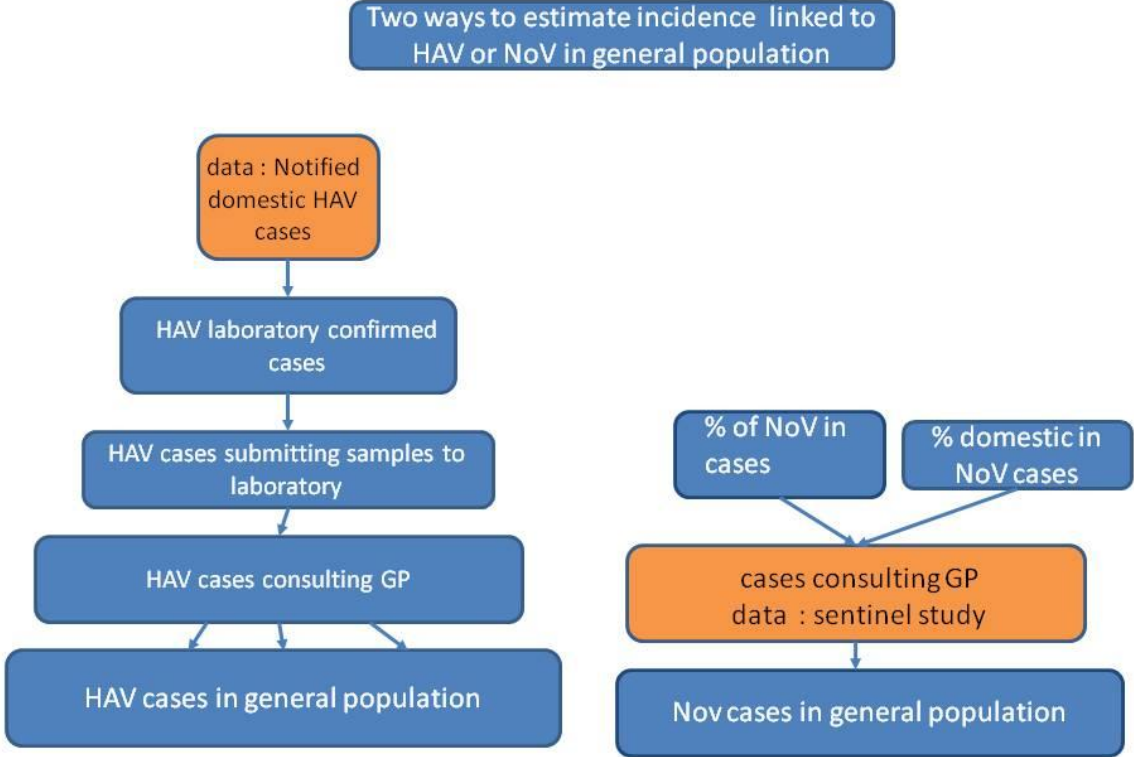 Two ways to estimate incidence linked to
HAV or NoV in general population
data : Notified
domestic HAV
cases
HAV laboratory confirmed
cases
HAV cases submitting samples to
laboratory
HAV cases consulting GP
HAV cases in general population
% of NoV in
cases
% domestic in
NoV cases
cases consulting GP
data : sentinel study
Nov cases in general population